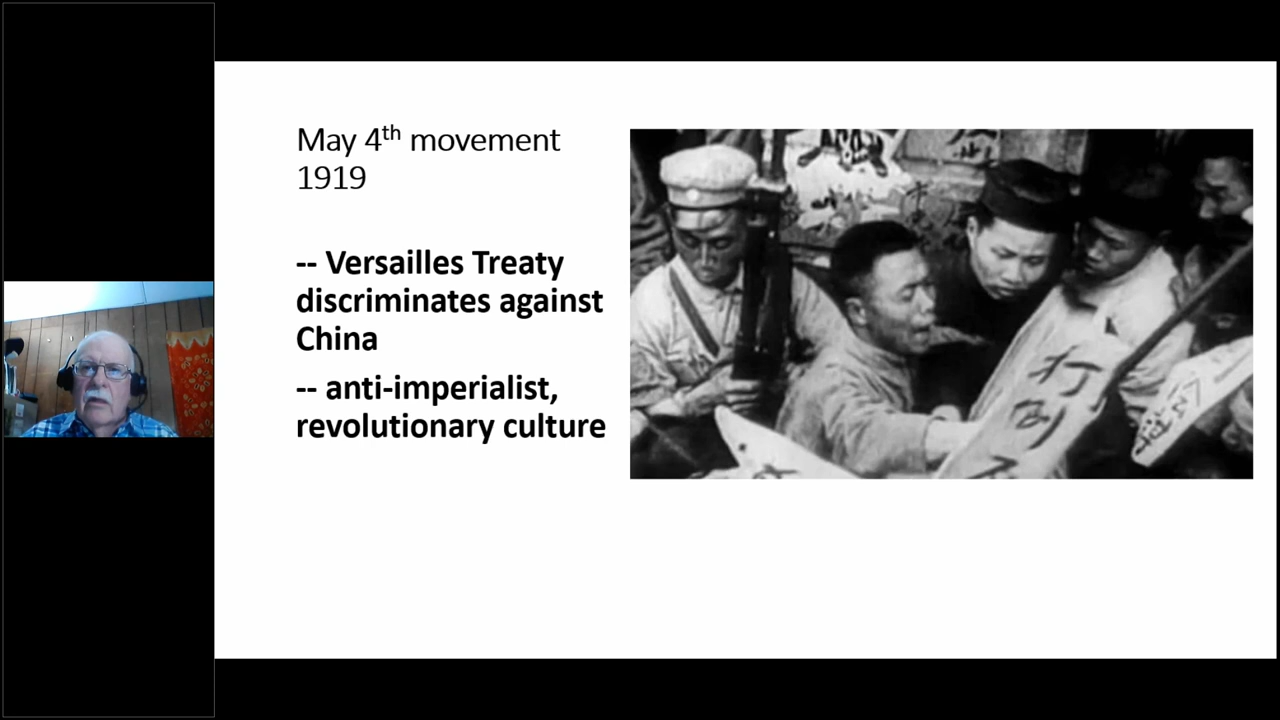 May 4th movement
1919
-- Versailles Treaty
discriminates against
China
-- anti-imperialist,
revolutionary culture
打
倒